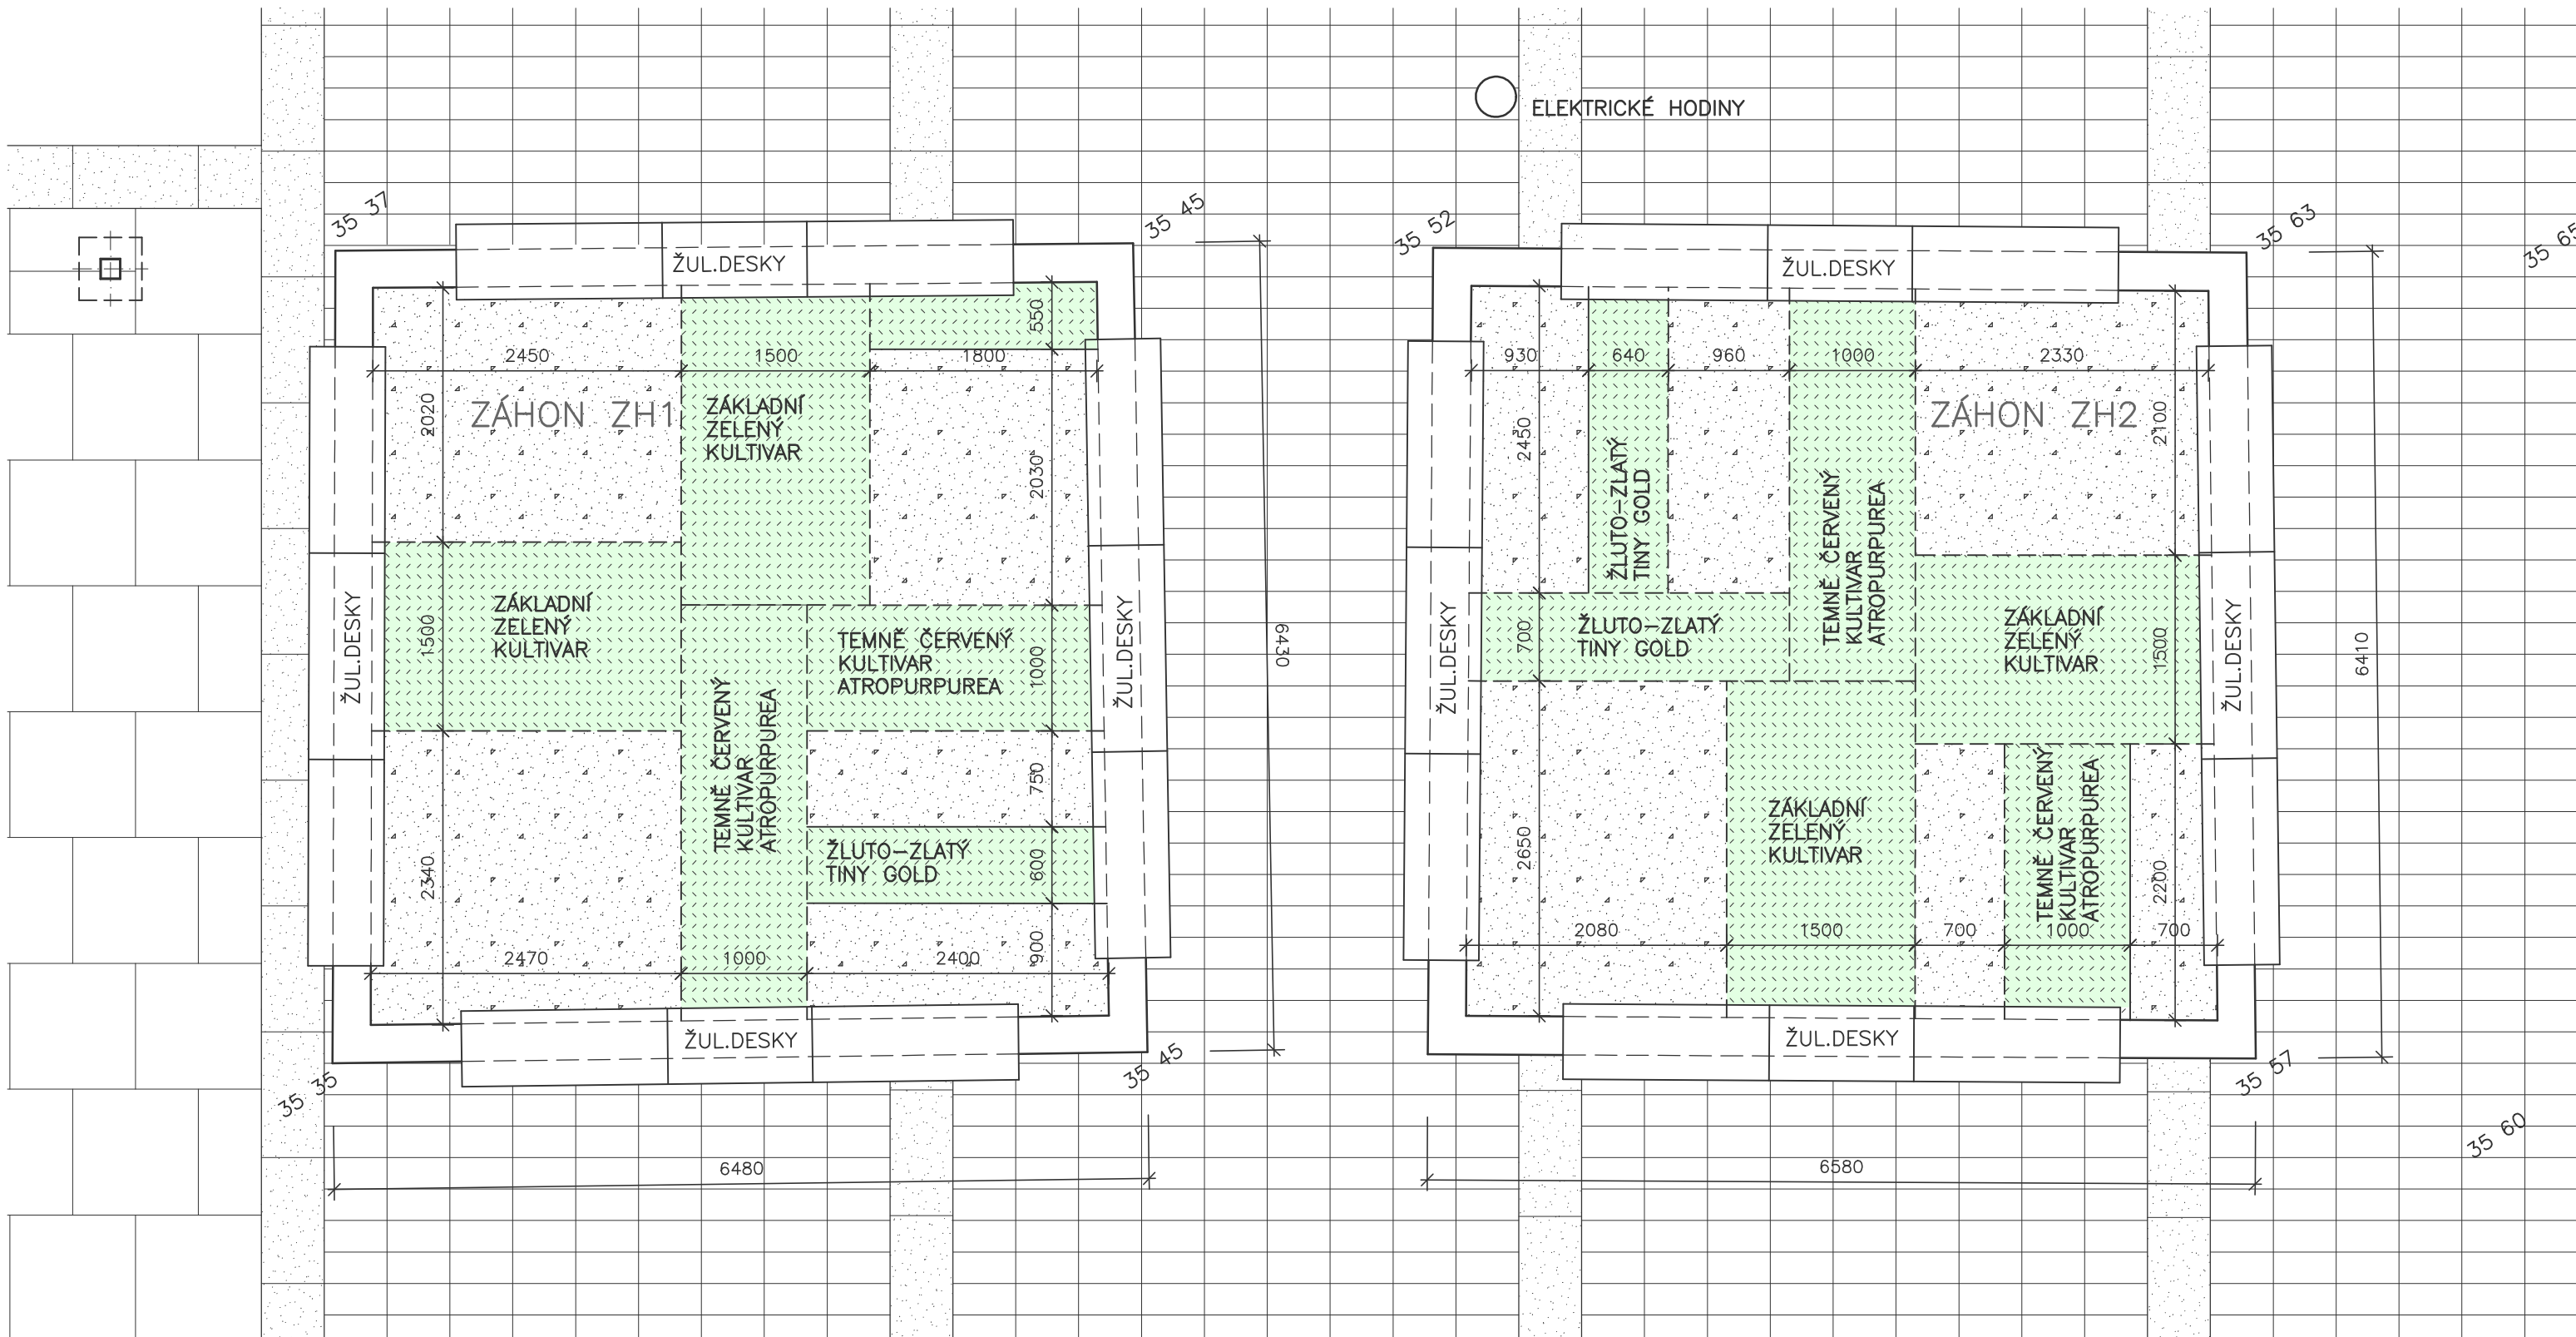 ELEKTRICKÉ HODINY
35 37
35 45
35 52
35 63
35 65
ŽUL.DESKY
ŽUL.DESKY
550
2450
1500
1800
930
640
960
1000
2330
2020
ZÁHON ZH1
ZÁKLADNÍ
ZELENÝ
KULTIVAR
2030
2450
ŽLUTO-ZLATÝ
TINY GOLD
TEMNĚ ČERVENÝ
KULTIVAR
ATROPURPUREA
ZÁHON ZH2
2100
ŽUL.DESKY
1500
ZÁKLADNÍ
ZELENÝ
KULTIVAR
TEMNĚ ČERVENÝ
KULTIVAR
ATROPURPUREA
1000
ŽUL.DESKY
6430
ŽUL.DESKY
700
ŽLUTO-ZLATÝ
TINY GOLD
ZÁKLADNÍ
ZELENÝ
KULTIVAR
1500
ŽUL.DESKY
6410
TEMNĚ ČERVENÝ
KULTIVAR
ATROPURPUREA
750
2340
ŽLUTO-ZLATÝ
TINY GOLD
600
900
2650
ZÁKLADNÍ
ZELENÝ
KULTIVAR
TEMNĚ ČERVENÝ
KULTIVAR
ATROPURPUREA
2200
2470
1000
2400
2080
1500
700
1000
700
ŽUL.DESKY
ŽUL.DESKY
35 35
35 45
35 57
35 60
6480
6580